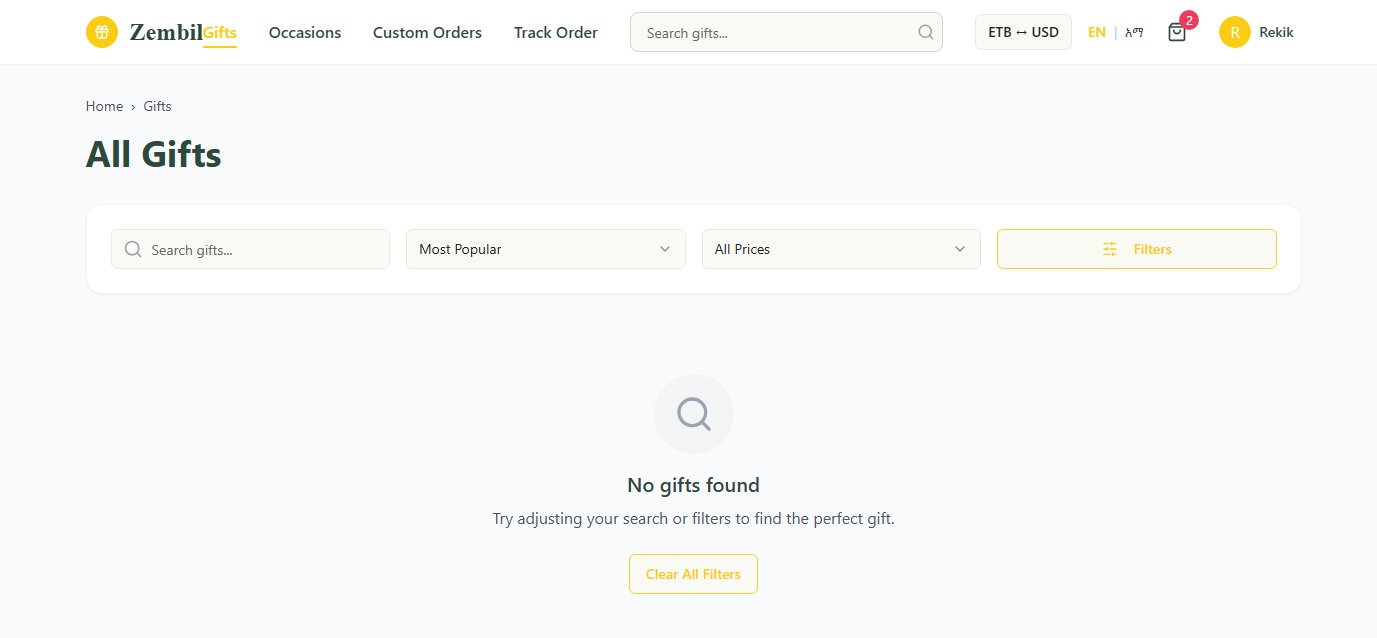 ZembilGifts Occasions Custom Orders Track Order Search gifts... ETB ↔ USD EN | አማ 2 R Rekik
Home › Gifts
All Gifts
Search gifts... Most Popular All Prices Filters
No gifts found
Try adjusting your search or filters to find the perfect gift.
Clear All Filters